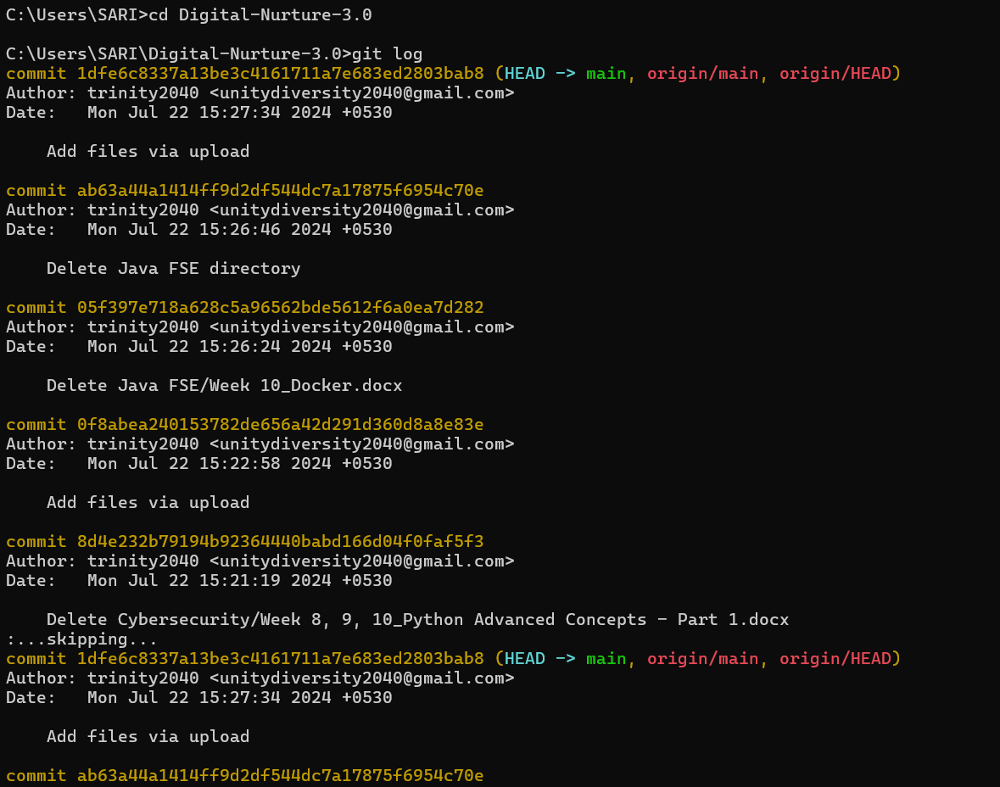 C:\Users\SARI>cd Digital-Nurture-3.0
C:\Users\SARI\Digital-Nurture-3.0>git log
commit 1dfe6c8337a13be3c4161711a7e683ed2803bab8 (HEAD -> main, origin/main, origin/HEAD)
Author: trinity2040 <unitydiversity2040@gmail.com>
Date:   Mon Jul 22 15:27:34 2024 +0530
    Add files via upload
commit ab63a44a1414ff9d2df544dc7a17875f6954c70e
Author: trinity2040 <unitydiversity2040@gmail.com>
Date:   Mon Jul 22 15:26:46 2024 +0530
    Delete Java FSE directory
commit 05f397e718a628c5a96562bde5612f6a0ea7d282
Author: trinity2040 <unitydiversity2040@gmail.com>
Date:   Mon Jul 22 15:26:24 2024 +0530
    Delete Java FSE/Week 10_Docker.docx
commit 0f8abea240153782de656a42d291d360d8a8e83e
Author: trinity2040 <unitydiversity2040@gmail.com>
Date:   Mon Jul 22 15:22:58 2024 +0530
    Add files via upload
commit 8d4e232b79194b92364440babd166d04f0faf5f3
Author: trinity2040 <unitydiversity2040@gmail.com>
Date:   Mon Jul 22 15:21:19 2024 +0530
    Delete Cybersecurity/Week 8, 9, 10_Python Advanced Concepts - Part 1.docx
:...skipping...
commit 1dfe6c8337a13be3c4161711a7e683ed2803bab8 (HEAD -> main, origin/main, origin/HEAD)
Author: trinity2040 <unitydiversity2040@gmail.com>
Date:   Mon Jul 22 15:27:34 2024 +0530
    Add files via upload
commit ab63a44a1414ff9d2df544dc7a17875f6954c70e